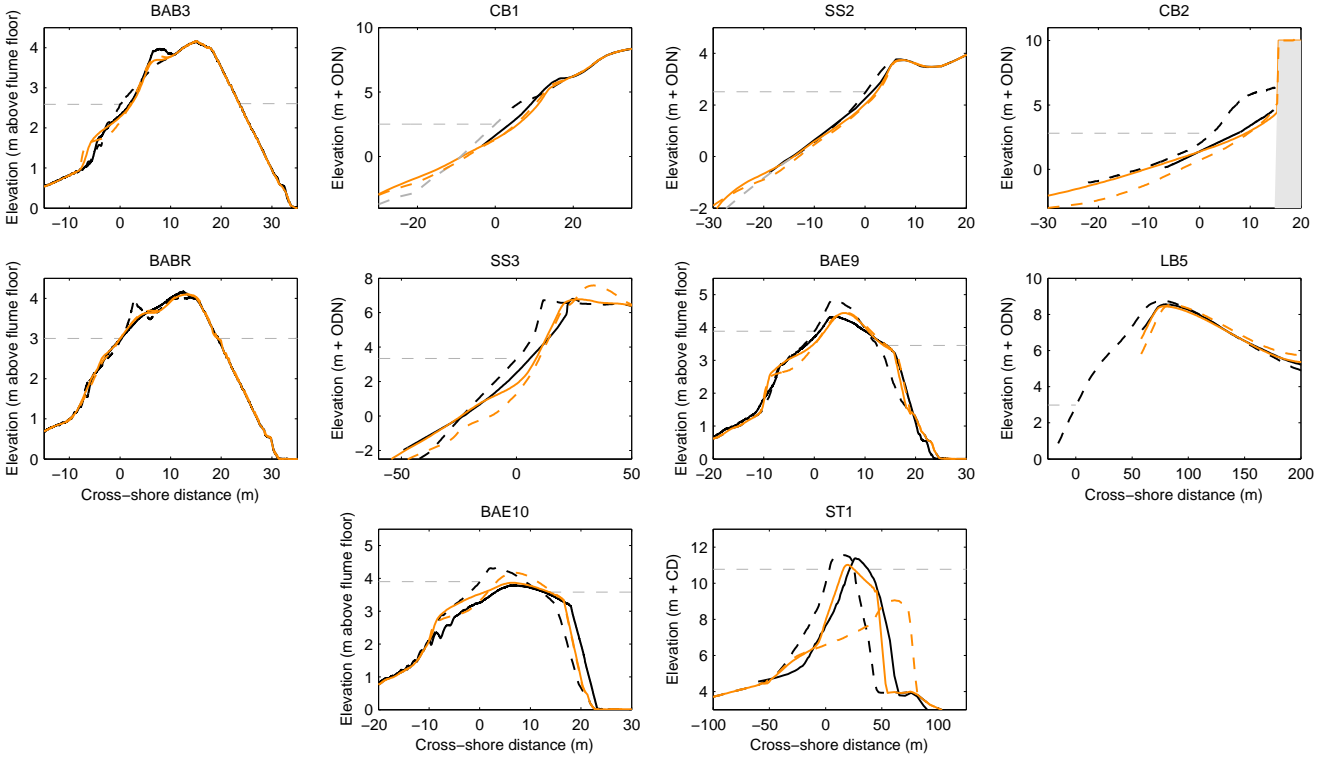 BAB3
CB1
SS2
CB2
Elevation (m above flume floor)
4
3
2
1
0
−10 0 10 20 30
Elevation (m + ODN)
10
5
0
−20 0 20
Elevation (m + ODN)
4
2
0
−2
−30 −20 −10 0 10 20
Elevation (m + ODN)
10
5
0
−30 −20 −10 0 10 20
BABR
SS3
BAE9
LB5
Elevation (m above flume floor)
4
3
2
1
0
−10 0 10 20 30
Cross−shore distance (m)
Elevation (m + ODN)
8
6
4
2
0
−2
−50 0 50
Elevation (m above flume floor)
5
4
3
2
1
0
−20 −10 0 10 20 30
Elevation (m + ODN)
10
8
6
4
2
0
0 50 100 150 200
Cross−shore distance (m)
BAE10
ST1
Elevation (m above flume floor)
5
4
3
2
1
0
−20 −10 0 10 20 30
Cross−shore distance (m)
Elevation (m + CD)
12
10
8
6
4
−100 −50 0 50 100
Cross−shore distance (m)